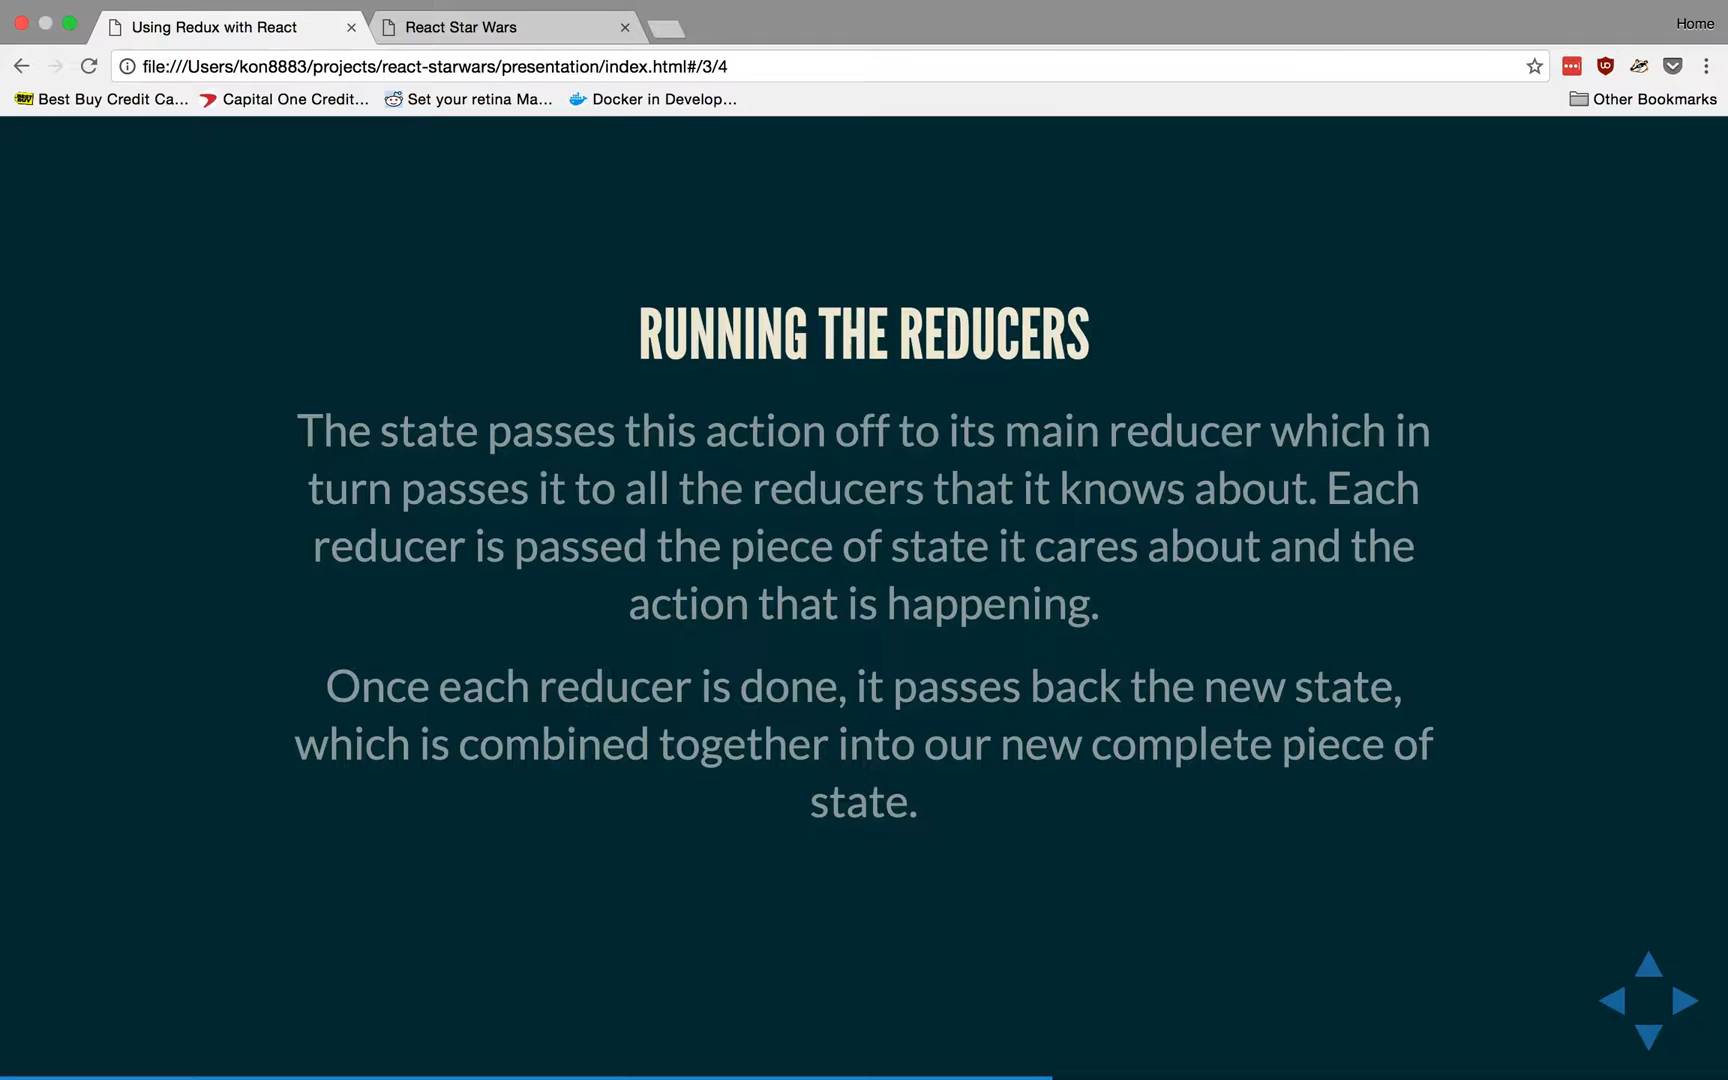 Using Redux with React
React Star Wars
Home
file:///Users/kon8883/projects/react-starwars/presentation/index.html#/3/4
Best Buy Credit Ca...
Capital One Credit...
Set your retina Ma...
Docker in Develop...
Other Bookmarks
RUNNING THE REDUCERS
The state passes this action off to its main reducer which in
turn passes it to all the reducers that it knows about. Each
reducer is passed the piece of state it cares about and the
action that is happening.
Once each reducer is done, it passes back the new state,
which is combined together into our new complete piece of
state.